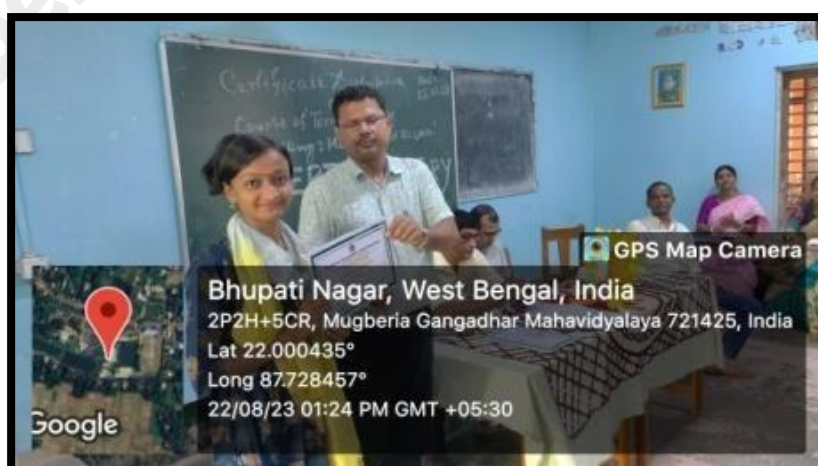 Certificate
Course of
GPS Map Camera
Bhupati Nagar, West Bengal, India
2P2H+5CR, Mugberia Gangadhar Mahavidyalaya 721425, India
Lat 22.000435°
Long 87.728457°
22/08/23 01:24 PM GMT +05:30
Google